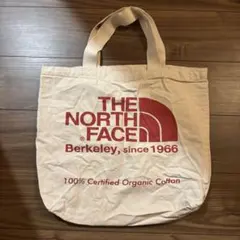 THE
NORTH
FACE
Berkeley, since 1966
100% Certified Organic Cotton